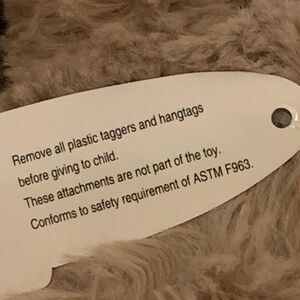 Remove all plastic taggers and hangtags
before giving to child.
These attachments are not part of the toy.
Conforms to safety requirement of ASTM F963.